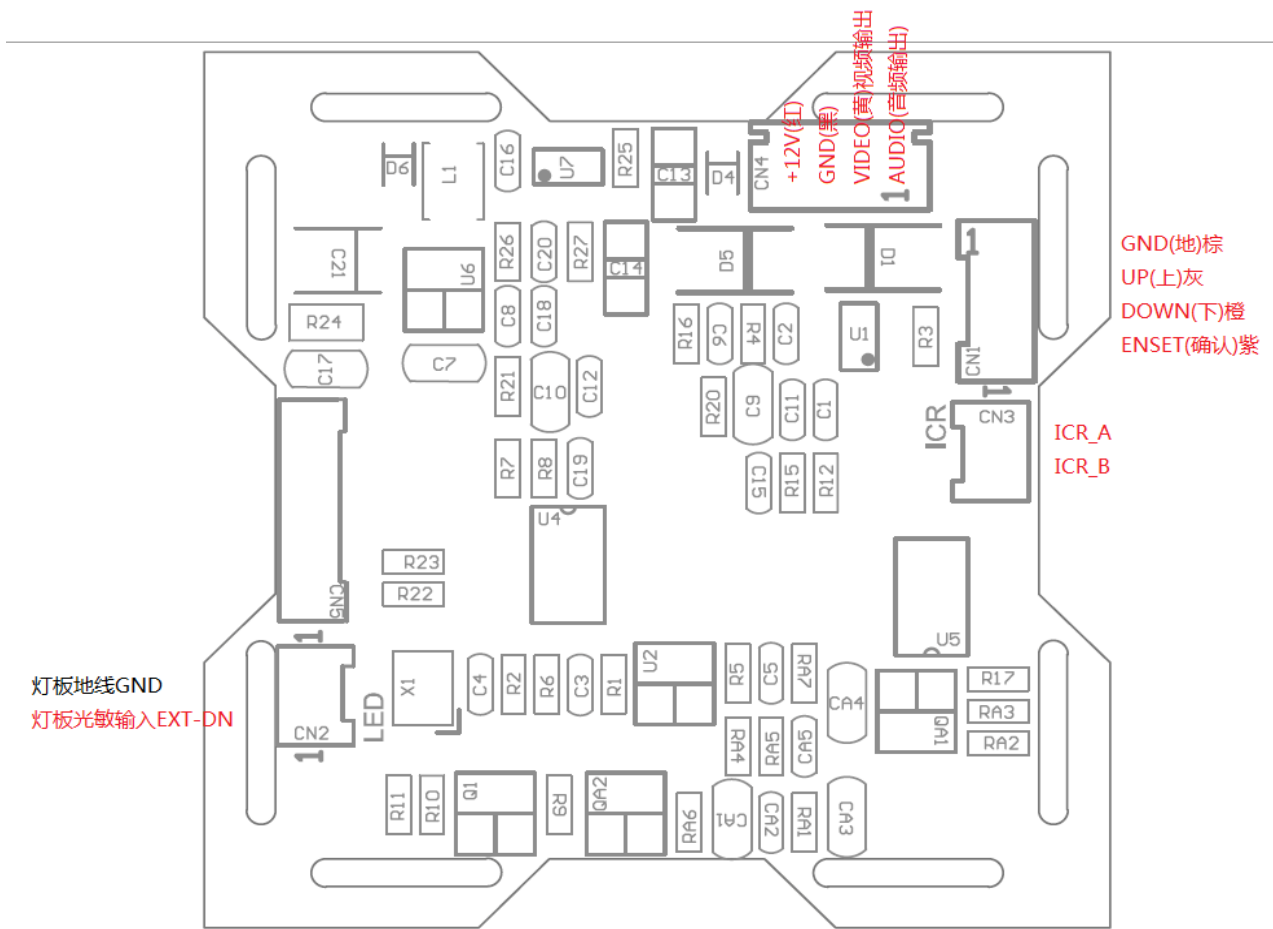 +12V(红)
GND(黑)
VIDEO(黄)视频输出
AUDIO(音频输出)
D6
L1
C16
U7
R25
C13
D4
CN4
1
C21
U6
R26
C20
R27
C14
D5
D1
1
GND(地)棕
UP(上)灰
DOWN(下)橙
ENSET(确认)紫
R24
C8
C18
R16
C6
R4
C2
U1
R3
CN1
C17
C7
R21
C10
C12
R20
C9
C11
C1
1
ICR
CN3
ICR_A
ICR_B
R7
R8
C19
C15
R15
R12
U4
R23
R22
CN5
1
U5
灯板地线GND
灯板光敏输入EXT-DN
CN2
1
LED
X1
C4
R2
R6
C3
R1
U2
R5
C5
RA7
CA4
QA1
R17
RA3
RA2
RA4
RA5
CA5
R11
R10
Q1
R9
QA2
RA6
CA1
CA2
RA1
CA3